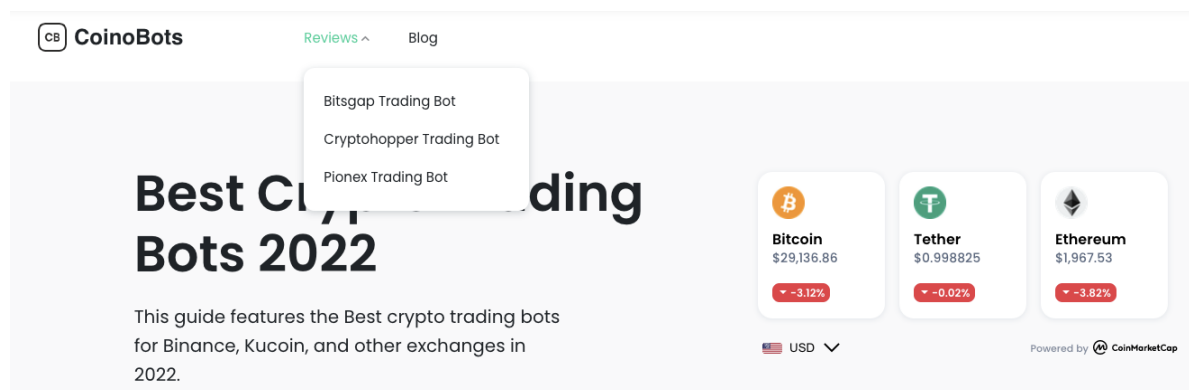 CB CoinoBots
Reviews
Blog
Bitsgap Trading Bot
Cryptohopper Trading Bot
Pionex Trading Bot
Best ding
Bots 2022
This guide features the Best crypto trading bots
for Binance, Kucoin, and other exchanges in
2022.
Bitcoin
$29,136.86
-3.12%
Tether
$0.998825
-0.02%
Ethereum
$1,967.53
-3.82%
USD
Powered by CoinMarketCap